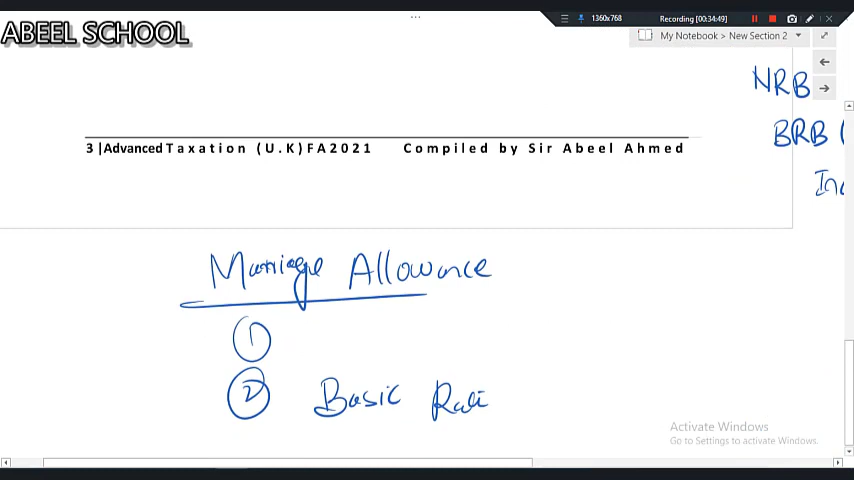 1360x768
Recording [00:34:49]
ABEEL SCHOOL
My Notebook > New Section 2
NRB
BRB (
3 |Advanced Taxation (U.K)FA2021 Compiled by Sir Abeel Ahmed
Marriage Allowance
1
2 Basic
Activate Windows
Go to Settings to activate Windows.